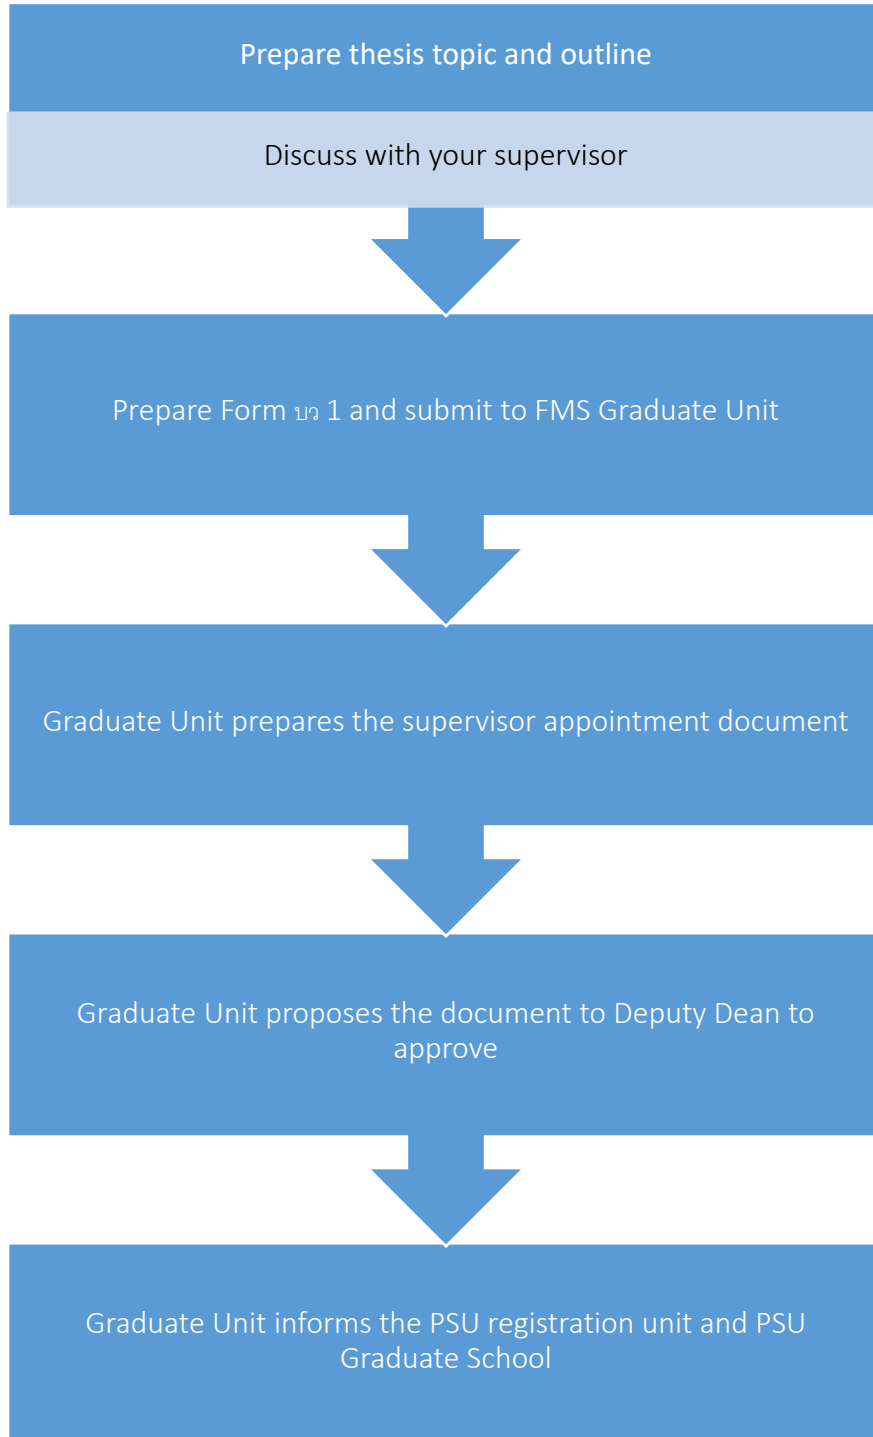 Prepare thesis topic and outline
Discuss with your supervisor
Prepare Form บว 1 and submit to FMS Graduate Unit
Graduate Unit prepares the supervisor appointment document
Graduate Unit proposes the document to Deputy Dean to
approve
Graduate Unit informs the PSU registration unit and PSU
Graduate School